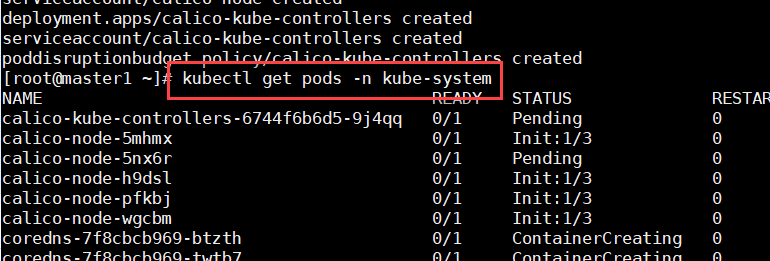 deployment.apps/calico-kube-controllers created
serviceaccount/calico-kube-controllers created
poddisruptionbudget.policy/calico-kube-controllers created
[root@master1 ~]# kubectl get pods -n kube-system
NAME READY STATUS RESTAR
calico-kube-controllers-6744f6b6d5-9j4qq 0/1 Pending 0
calico-node-5mhmx 0/1 Init:1/3 0
calico-node-5nx6r 0/1 Pending 0
calico-node-h9dsl 0/1 Init:1/3 0
calico-node-pfkbj 0/1 Init:1/3 0
calico-node-wgcbm 0/1 Init:1/3 0
coredns-7f8cbcb969-btzth 0/1 ContainerCreating 0
coredns-7f8cbcb969-twtb7 0/1 ContainerCreating 0